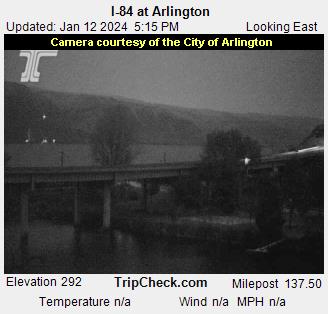 I-84 at Arlington
Updated: Jan 12 2024 5:15 PM Looking East
Camera courtesy of the City of Arlington
Elevation 292 TripCheck.com Milepost 137.50
Temperature n/a Wind n/a MPH n/a